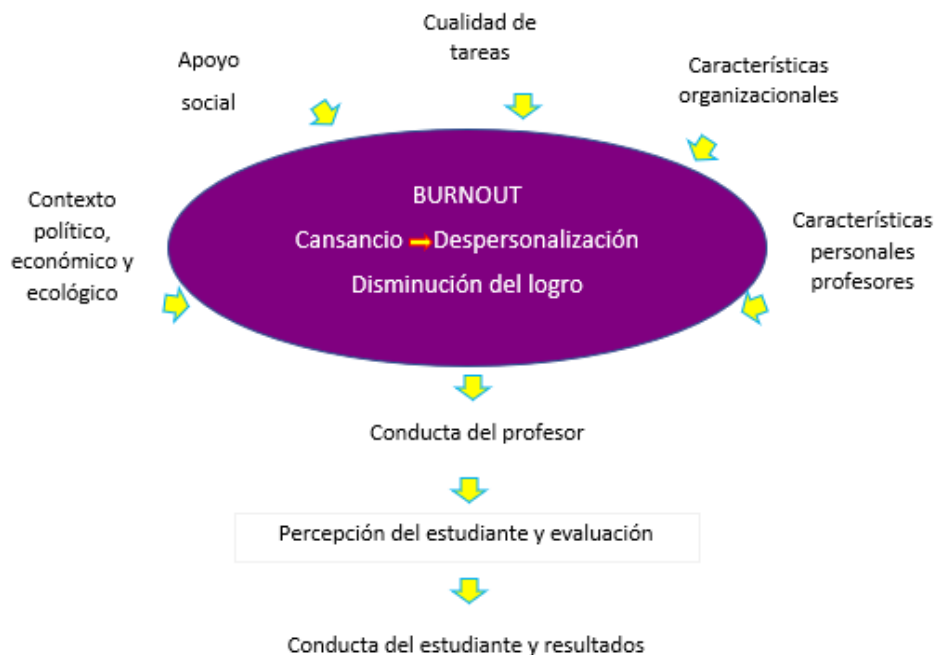 Cualidad de
tareas
Apoyo
social
Características
organizacionales
Contexto
político,
económico y
ecológico
BURNOUT
Cansancio Despersonalización
Disminución del logro
Características
personales
profesores
Conducta del profesor
Percepción del estudiante y evaluación
Conducta del estudiante y resultados